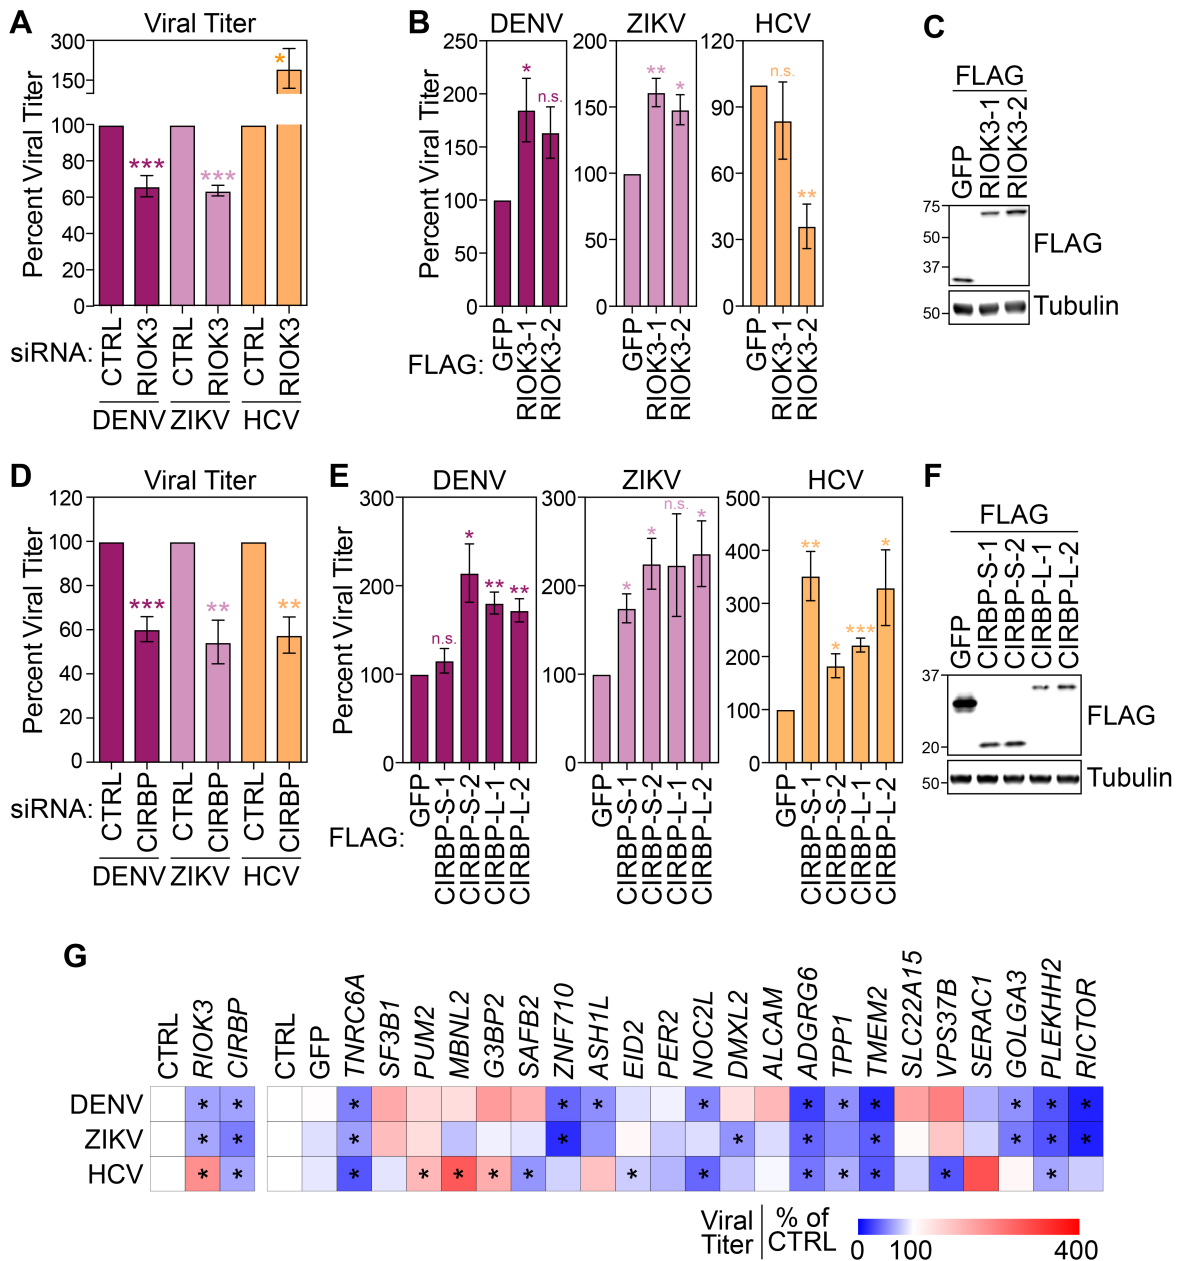 A
Viral Titer
Percent Viral Titer
300
150
100
80
60
40
20
0
***
***
*
siRNA:
CTRL
RIOK3
CTRL
RIOK3
CTRL
RIOK3
DENV
ZIKV
HCV
B
DENV
ZIKV
HCV
Percent Viral Titer
250
200
150
100
50
0
*
n.s.
200
150
100
50
0
**
*
120
90
60
30
0
n.s.
**
FLAG:
GFP
RIOK3-1
RIOK3-2
GFP
RIOK3-1
RIOK3-2
GFP
RIOK3-1
RIOK3-2
C
FLAG
GFP
RIOK3-1
RIOK3-2
75
50
37
FLAG
50
Tubulin
D
Viral Titer
Percent Viral Titer
120
100
80
60
40
20
0
***
**
**
siRNA:
CTRL
CIRBP
CTRL
CIRBP
CTRL
CIRBP
DENV
ZIKV
HCV
E
DENV
ZIKV
HCV
Percent Viral Titer
300
200
100
0
n.s.
*
**
**
300
200
100
0
*
*
n.s.
*
500
400
300
200
100
0
**
*
***
*
FLAG:
GFP
CIRBP-S-1
CIRBP-S-2
CIRBP-L-1
CIRBP-L-2
GFP
CIRBP-S-1
CIRBP-S-2
CIRBP-L-1
CIRBP-L-2
GFP
CIRBP-S-1
CIRBP-S-2
CIRBP-L-1
CIRBP-L-2
F
FLAG
GFP
CIRBP-S-1
CIRBP-S-2
CIRBP-L-1
CIRBP-L-2
37
20
FLAG
50
Tubulin
G
CTRL
RIOK3
CIRBP
CTRL
GFP
TNRC6A
SF3B1
PUM2
MBNL2
G3BP2
SAFB2
ZNF710
ASH1L
EID2
PER2
NOC2L
DMXL2
ALCAM
ADGRG6
TPP1
TMEM2
SLC22A15
VPS37B
SERAC1
GOLGA3
PLEKHH2
RICTOR
DENV * * * * * * * * * * * *
ZIKV * * * * * * * * * *
HCV * * * * * * * * * * * * * *
Viral Titer
% of CTRL
0 100 400